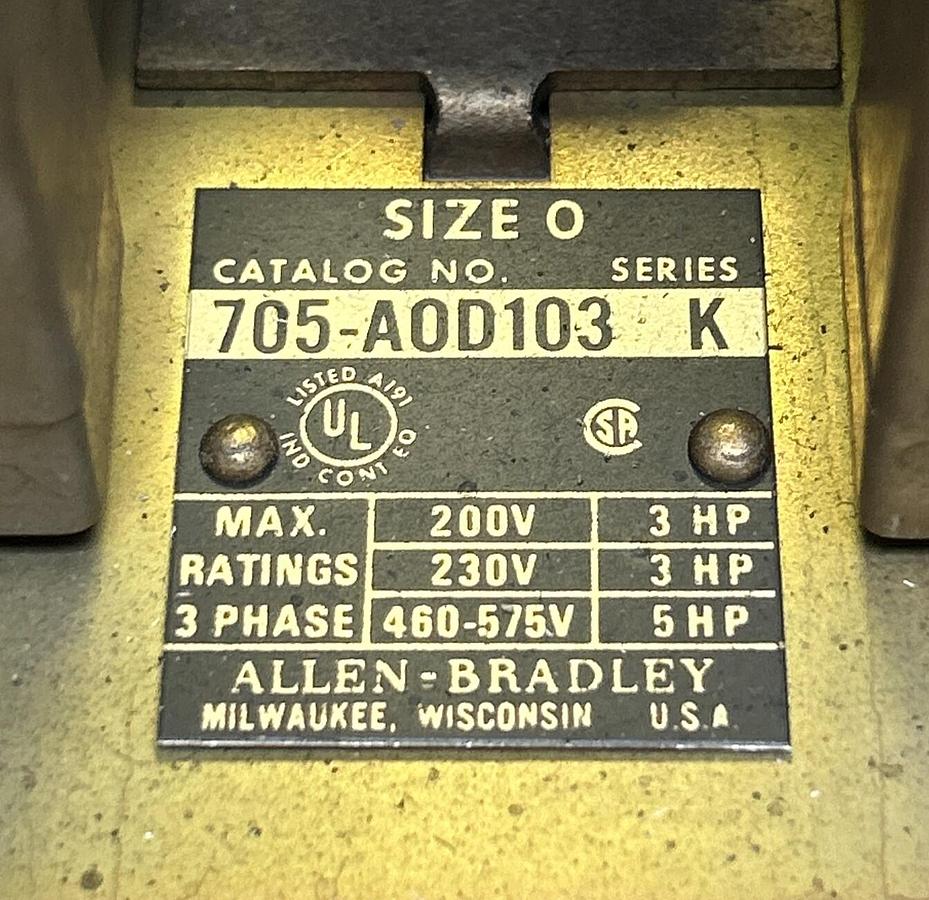 SIZE 0
CATALOG NO. SERIES
705-A0D103 K
LISTED A191
UL
IND CONT EQ
SA
MAX. 200V 3 HP
RATINGS 230V 3 HP
3 PHASE 460-575V 5 HP
ALLEN-BRADLEY
MILWAUKEE, WISCONSIN U.S.A